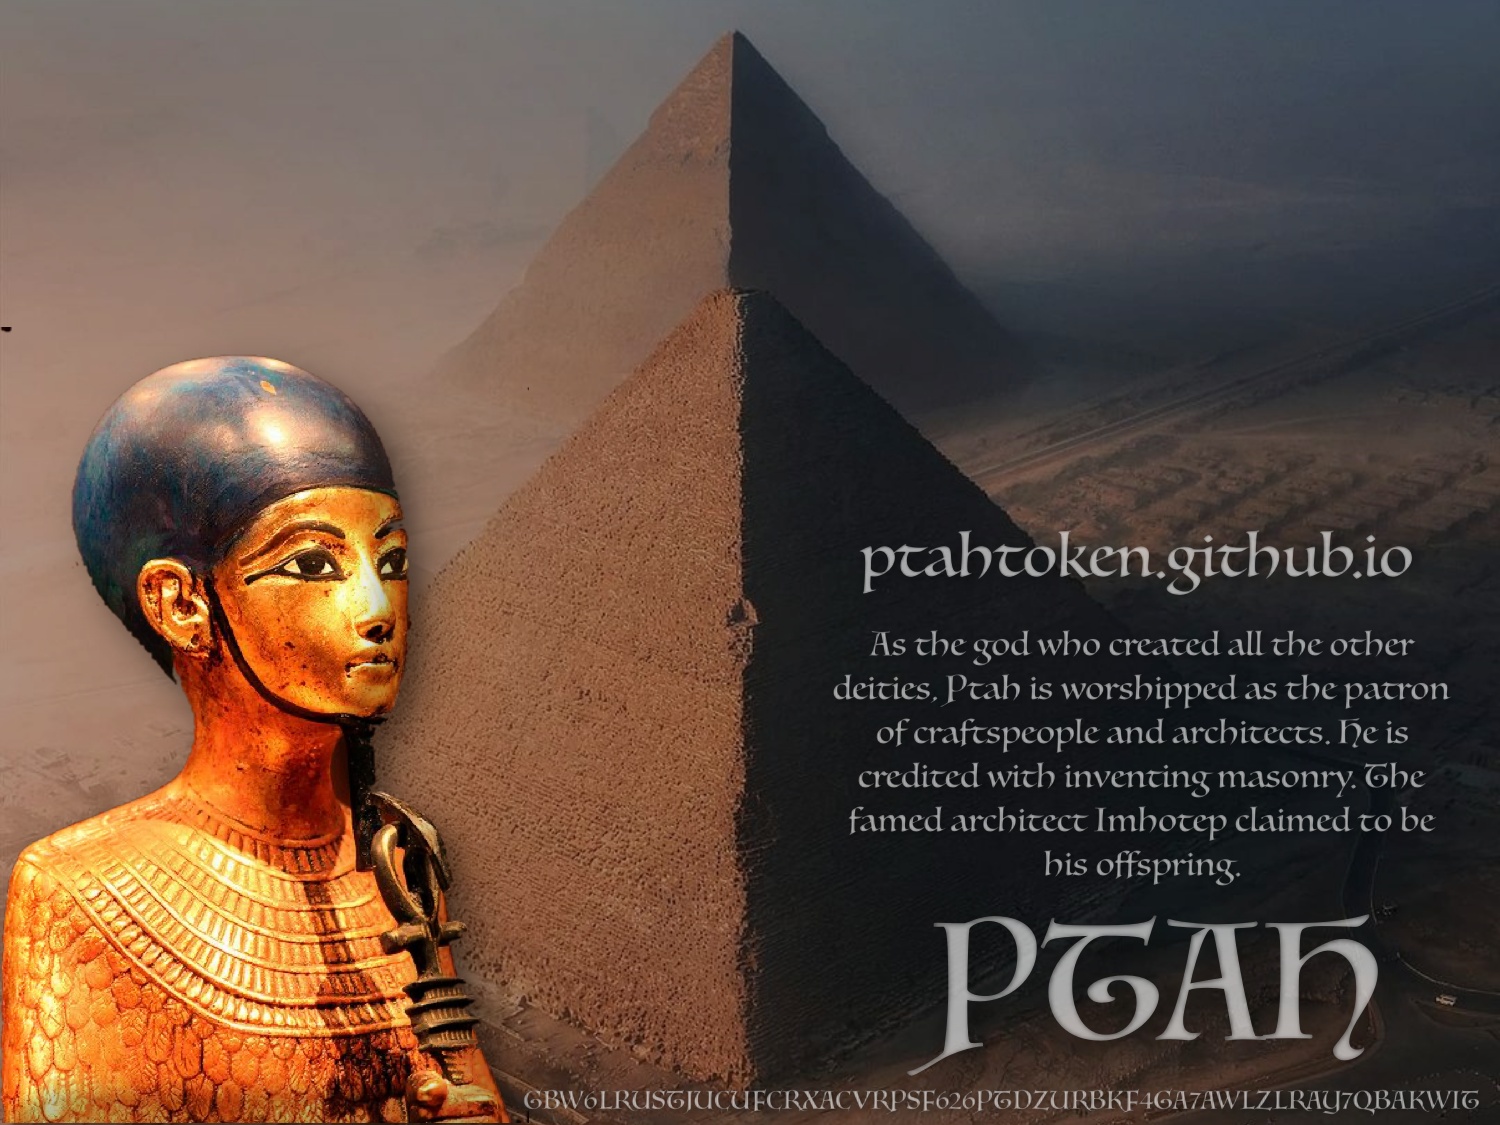 ptahtoken.github.io
As the god who created all the other
deities, Ptah is worshipped as the patron
of craftspeople and architects. He is
credited with inventing masonry. The
famed architect Imhotep claimed to be
his offspring.
PTAH
GBW6LRUSTJUCUFCRXACVRPSF626PTDZURBKF4GA7AWLZLRAY7QBAKWIT